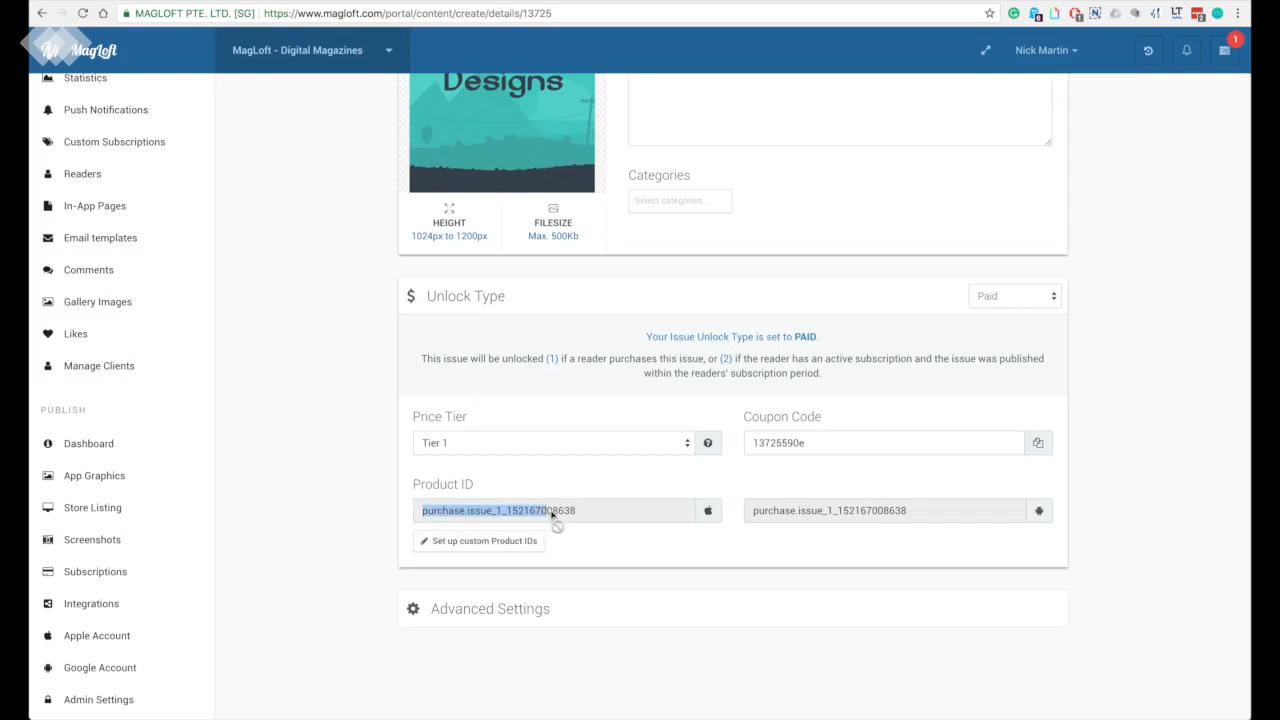 MAGLOFT PTE. LTD. [SG] https://www.magloft.com/portal/content/create/details/13725
MagLoft
MagLoft - Digital Magazines
Nick Martin
1
Statistics
Push Notifications
Custom Subscriptions
Readers
In-App Pages
Email templates
Comments
Gallery Images
Likes
Manage Clients
PUBLISH
Dashboard
App Graphics
Store Listing
Screenshots
Subscriptions
Integrations
Apple Account
Google Account
Admin Settings
Designs
HEIGHT
1024px to 1200px
FILESIZE
Max. 500Kb
Categories
Select categories...
$ Unlock Type
Paid
Your Issue Unlock Type is set to PAID.
This issue will be unlocked (1) if a reader purchases this issue, or (2) if the reader has an active subscription and the issue was published
within the readers' subscription period.
Price Tier
Tier 1
Coupon Code
13725590e
Product ID
purchase.issue_1_152167008638
purchase.issue_1_152167008638
Set up custom Product IDs
Advanced Settings